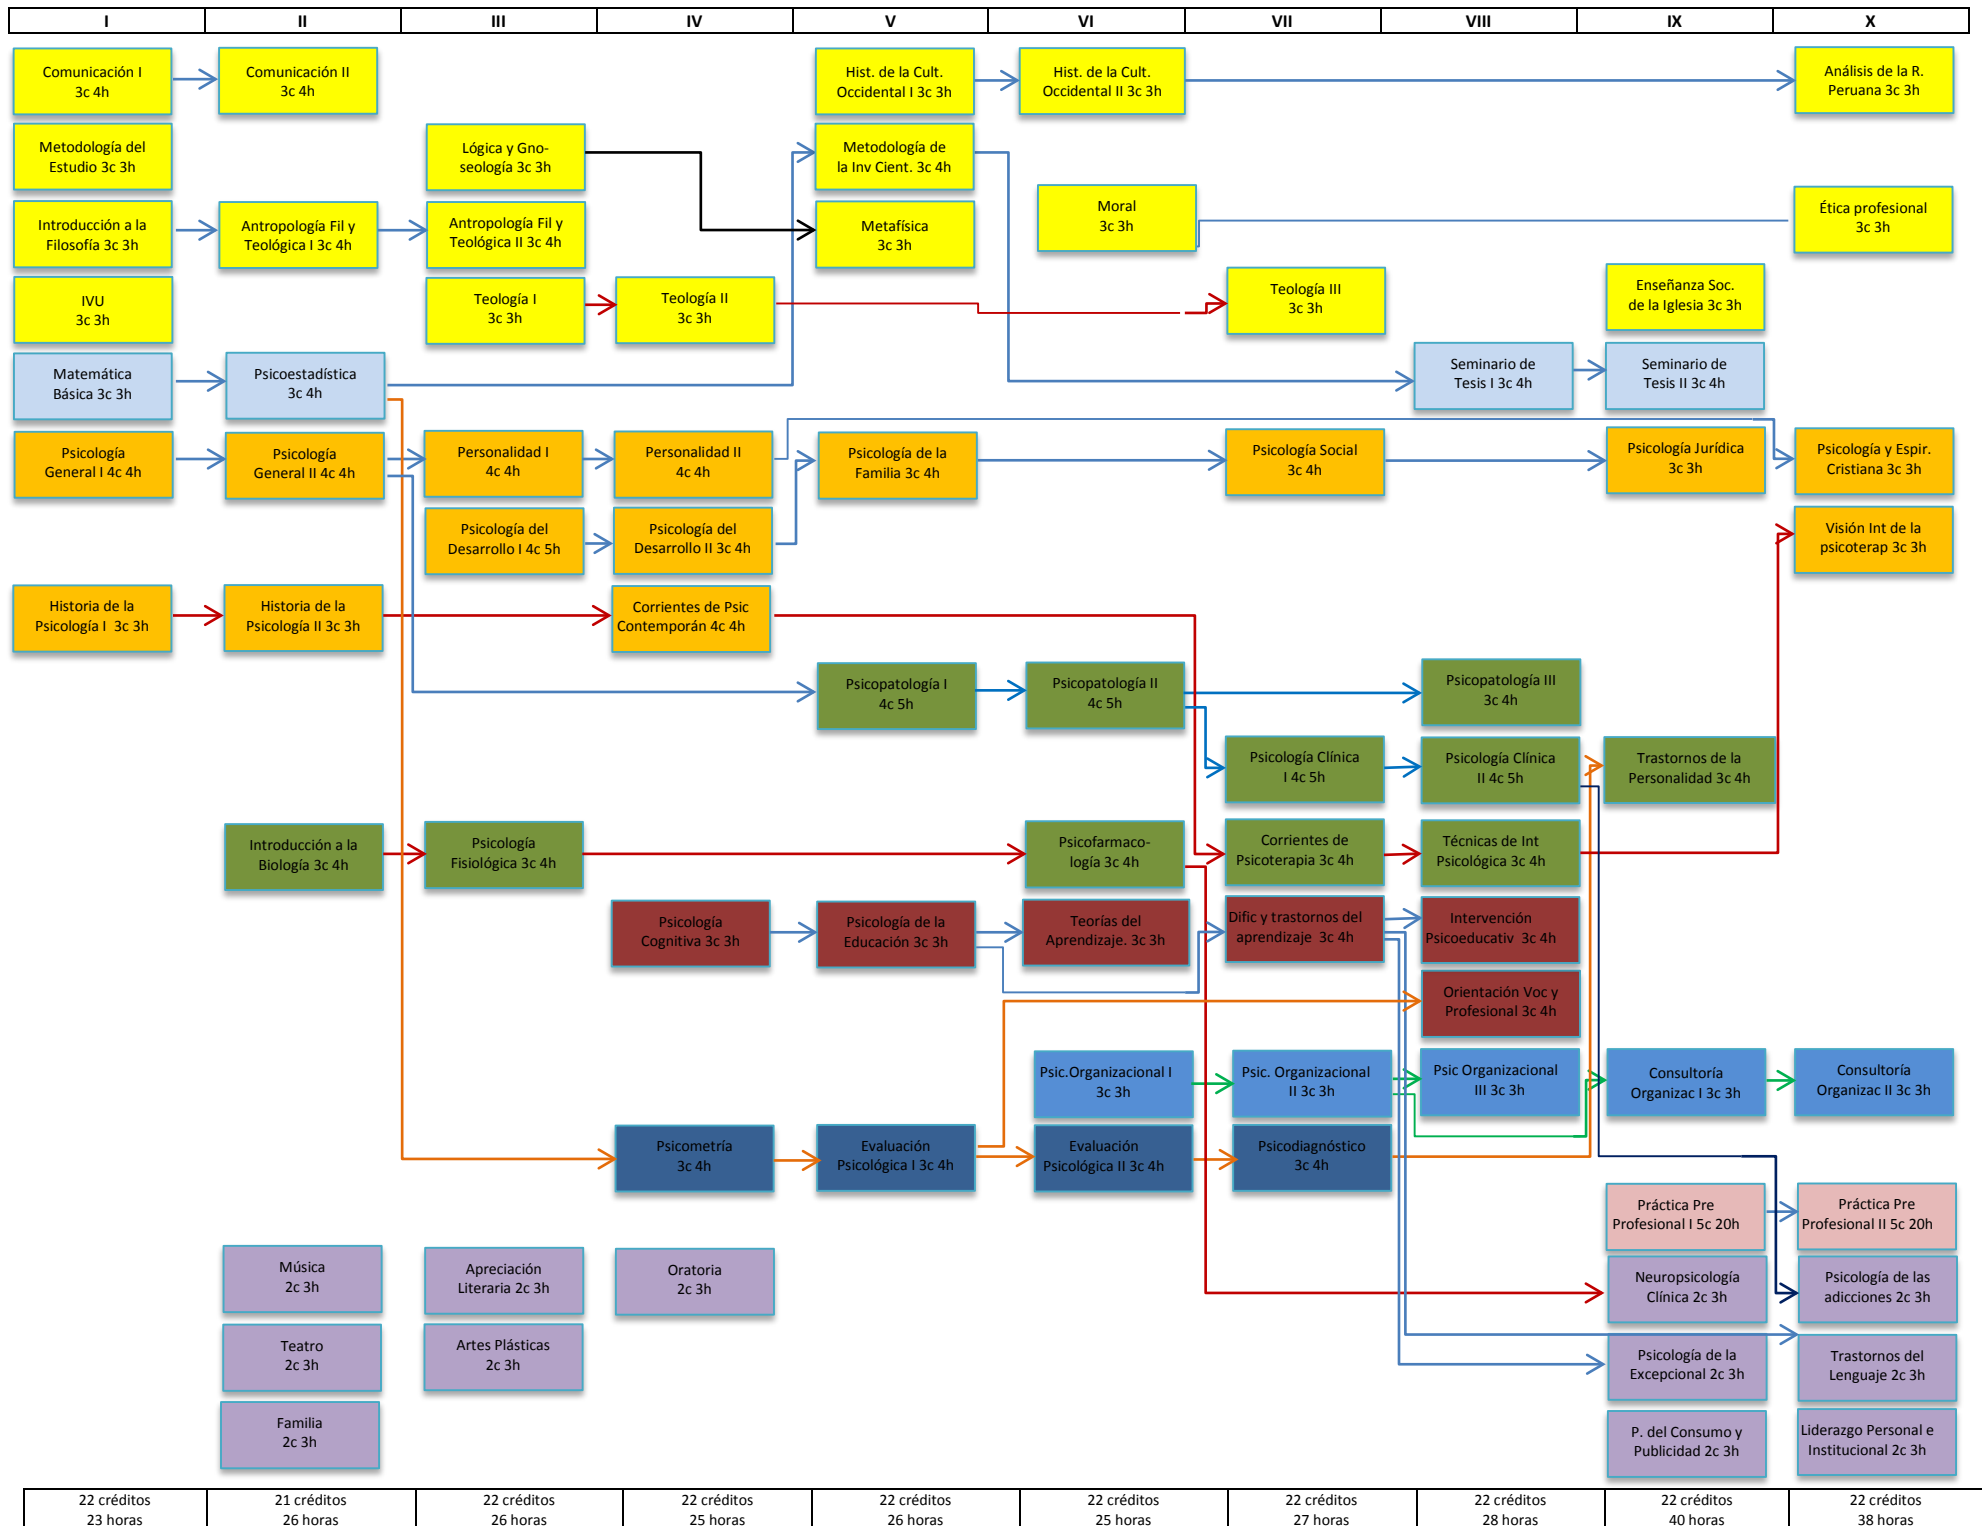 I II III IV V VI VII VIII IX X
Comunicación I
3c 4h
Comunicación II
3c 4h
Hist. de la Cult.
Occidental I 3c 3h
Hist. de la Cult.
Occidental II 3c 3h
Análisis de la R.
Peruana 3c 3h
Metodología del
Estudio 3c 3h
Lógica y Gno-
seología 3c 3h
Metodología de
la Inv Cient. 3c 4h
Introducción a la
Filosofía 3c 3h
Antropología Fil y
Teológica I 3c 4h
Antropología Fil y
Teológica II 3c 4h
Metafísica
3c 3h
Moral
3c 3h
Ética profesional
3c 3h
IVU
3c 3h
Teología I
3c 3h
Teología II
3c 3h
Teología III
3c 3h
Enseñanza Soc.
de la Iglesia 3c 3h
Matemática
Básica 3c 3h
Psicoestadística
3c 4h
Seminario de
Tesis I 3c 4h
Seminario de
Tesis II 3c 4h
Psicología
General I 4c 4h
Psicología
General II 4c 4h
Personalidad I
4c 4h
Personalidad II
4c 4h
Psicología de la
Familia 3c 4h
Psicología Social
3c 4h
Psicología Jurídica
3c 3h
Psicología y Espir.
Cristiana 3c 3h
Psicología del
Desarrollo I 4c 5h
Psicología del
Desarrollo II 3c 4h
Visión Int de la
psicoterap 3c 3h
Historia de la
Psicología I 3c 3h
Historia de la
Psicología II 3c 3h
Corrientes de Psic
Contemporán 4c 4h
Psicopatología I
4c 5h
Psicopatología II
4c 5h
Psicopatología III
3c 4h
Psicología Clínica
I 4c 5h
Psicología Clínica
II 4c 5h
Trastornos de la
Personalidad 3c 4h
Introducción a la
Biología 3c 4h
Psicología
Fisiológica 3c 4h
Psicofarmaco-
logía 3c 4h
Corrientes de
Psicoterapia 3c 4h
Técnicas de Int
Psicológica 3c 4h
Psicología
Cognitiva 3c 3h
Psicología de la
Educación 3c 3h
Teorías del
Aprendizaje. 3c 3h
Dific y trastornos del
aprendizaje 3c 4h
Intervención
Psicoeducativ 3c 4h
Orientación Voc y
Profesional 3c 4h
Psic.Organizacional I
3c 3h
Psic. Organizacional
II 3c 3h
Psic Organizacional
III 3c 3h
Consultoría
Organizac I 3c 3h
Consultoría
Organizac II 3c 3h
Psicometría
3c 4h
Evaluación
Psicológica I 3c 4h
Evaluación
Psicológica II 3c 4h
Psicodiagnóstico
3c 4h
Práctica Pre
Profesional I 5c 20h
Práctica Pre
Profesional II 5c 20h
Música
2c 3h
Apreciación
Literaria 2c 3h
Oratoria
2c 3h
Neuropsicología
Clínica 2c 3h
Psicología de las
adicciones 2c 3h
Teatro
2c 3h
Artes Plásticas
2c 3h
Psicología de la
Excepcional 2c 3h
Trastornos del
Lenguaje 2c 3h
Familia
2c 3h
P. del Consumo y
Publicidad 2c 3h
Liderazgo Personal e
Institucional 2c 3h
22 créditos 21 créditos 22 créditos 22 créditos 22 créditos 22 créditos 22 créditos 22 créditos 22 créditos 22 créditos
23 horas 26 horas 26 horas 25 horas 26 horas 25 horas 27 horas 28 horas 40 horas 38 horas